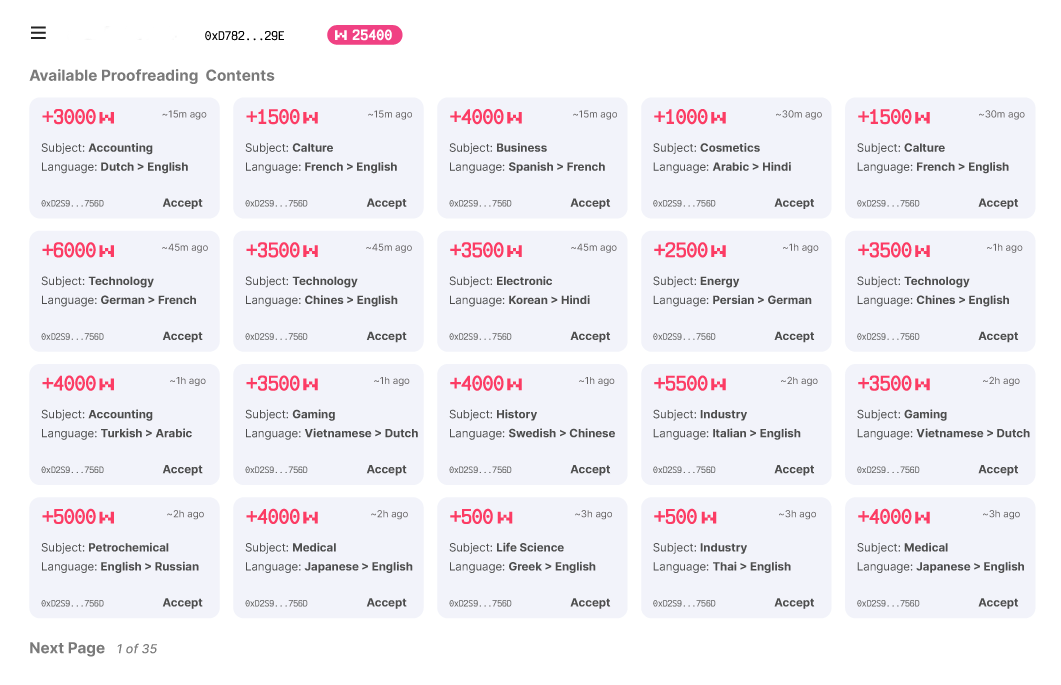 0xD782...29E
25400
Available Proofreading Contents
+3000 ~15m ago
Subject: Accounting
Language: Dutch > English
0xD2S9...756D Accept
+1500 ~15m ago
Subject: Calture
Language: French > English
0xD2S9...756D Accept
+4000 ~15m ago
Subject: Business
Language: Spanish > French
0xD2S9...756D Accept
+1000 ~30m ago
Subject: Cosmetics
Language: Arabic > Hindi
0xD2S9...756D Accept
+1500 ~30m ago
Subject: Calture
Language: French > English
0xD2S9...756D Accept
+6000 ~45m ago
Subject: Technology
Language: German > French
0xD2S9...756D Accept
+3500 ~45m ago
Subject: Technology
Language: Chines > English
0xD2S9...756D Accept
+3500 ~45m ago
Subject: Electronic
Language: Korean > Hindi
0xD2S9...756D Accept
+2500 ~1h ago
Subject: Energy
Language: Persian > German
0xD2S9...756D Accept
+3500 ~1h ago
Subject: Technology
Language: Chines > English
0xD2S9...756D Accept
+4000 ~1h ago
Subject: Accounting
Language: Turkish > Arabic
0xD2S9...756D Accept
+3500 ~1h ago
Subject: Gaming
Language: Vietnamese > Dutch
0xD2S9...756D Accept
+4000 ~1h ago
Subject: History
Language: Swedish > Chinese
0xD2S9...756D Accept
+5500 ~2h ago
Subject: Industry
Language: Italian > English
0xD2S9...756D Accept
+3500 ~2h ago
Subject: Gaming
Language: Vietnamese > Dutch
0xD2S9...756D Accept
+5000 ~2h ago
Subject: Petrochemical
Language: English > Russian
0xD2S9...756D Accept
+4000 ~2h ago
Subject: Medical
Language: Japanese > English
0xD2S9...756D Accept
+500 ~3h ago
Subject: Life Science
Language: Greek > English
0xD2S9...756D Accept
+500 ~3h ago
Subject: Industry
Language: Thai > English
0xD2S9...756D Accept
+4000 ~3h ago
Subject: Medical
Language: Japanese > English
0xD2S9...756D Accept
Next Page 1 of 35